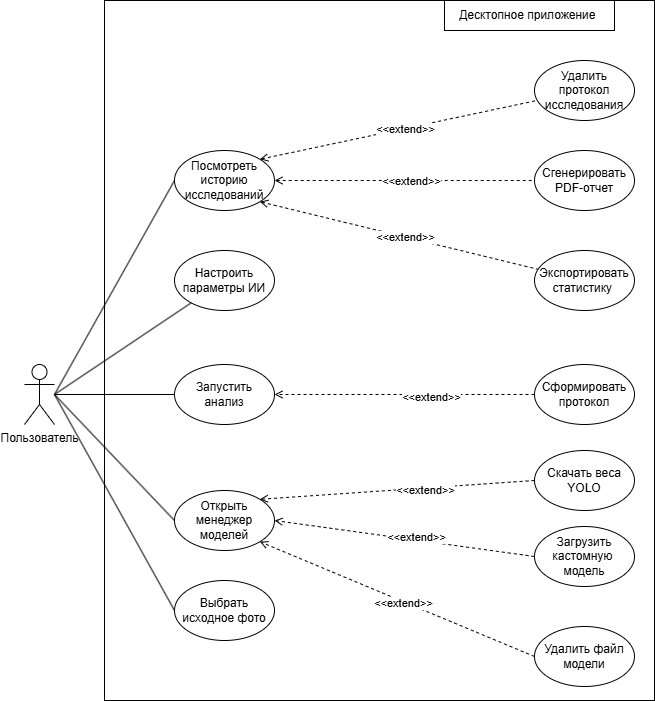 Десктопное приложение
Удалить
протокол
исследования
<<extend>>
Посмотреть
историю
исследований
<<extend>>
Сгенерировать
PDF-отчет
<<extend>>
Настроить
параметры ИИ
Экспортировать
статистику
Запустить
анализ
<<extend>>
Сформировать
протокол
Пользователь
Скачать веса
YOLO
<<extend>>
Открыть
менеджер
моделей
<<extend>>
Загрузить
кастомную
модель
Выбрать
исходное фото
<<extend>>
Удалить файл
модели